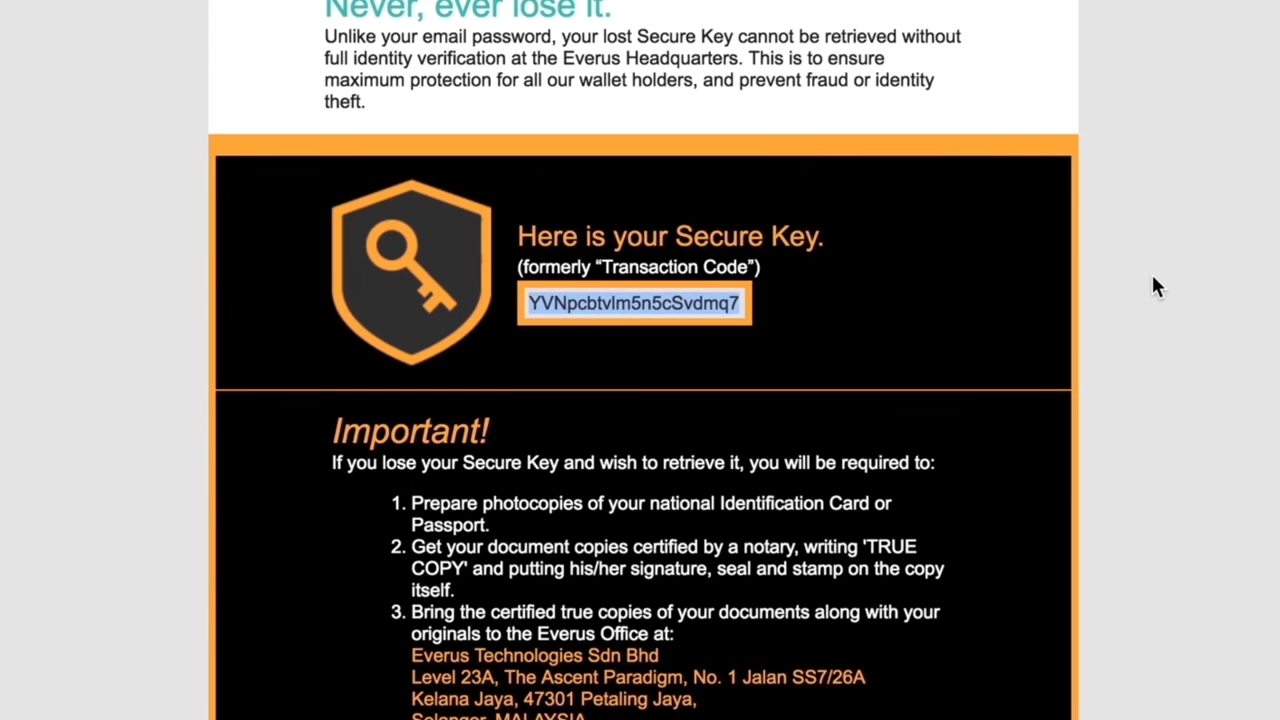 Never, ever lose it.
Unlike your email password, your lost Secure Key cannot be retrieved without
full identity verification at the Everus Headquarters. This is to ensure
maximum protection for all our wallet holders, and prevent fraud or identity
theft.
Here is your Secure Key.
(formerly “Transaction Code”)
YVNpcbtvlm5n5cSvdmq7
Important!
If you lose your Secure Key and wish to retrieve it, you will be required to:
1. Prepare photocopies of your national Identification Card or
Passport.
2. Get your document copies certified by a notary, writing 'TRUE
COPY' and putting his/her signature, seal and stamp on the copy
itself.
3. Bring the certified true copies of your documents along with your
originals to the Everus Office at:
Everus Technologies Sdn Bhd
Level 23A, The Ascent Paradigm, No. 1 Jalan SS7/26A
Kelana Jaya, 47301 Petaling Jaya,
Selangor, MALAYSIA